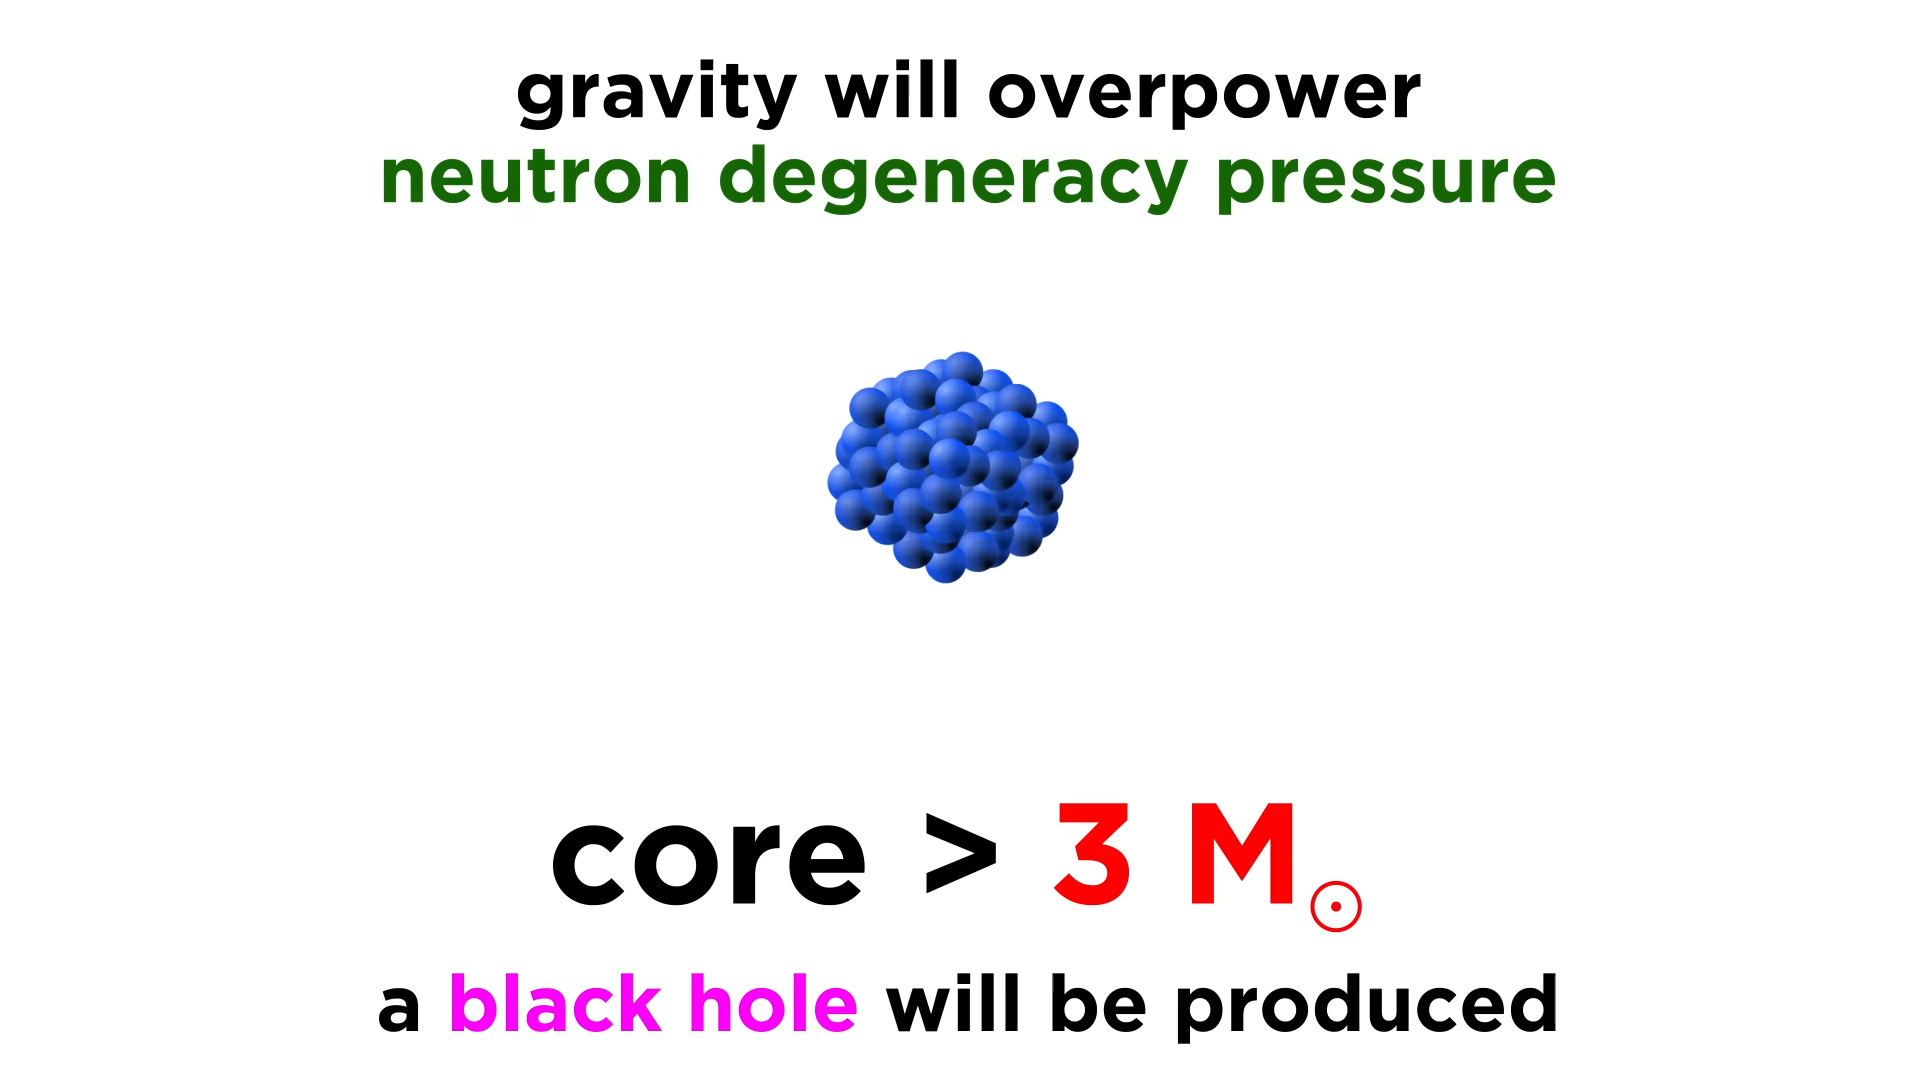 gravity will overpower
neutron degeneracy pressure
core > 3 M☉
a black hole will be produced